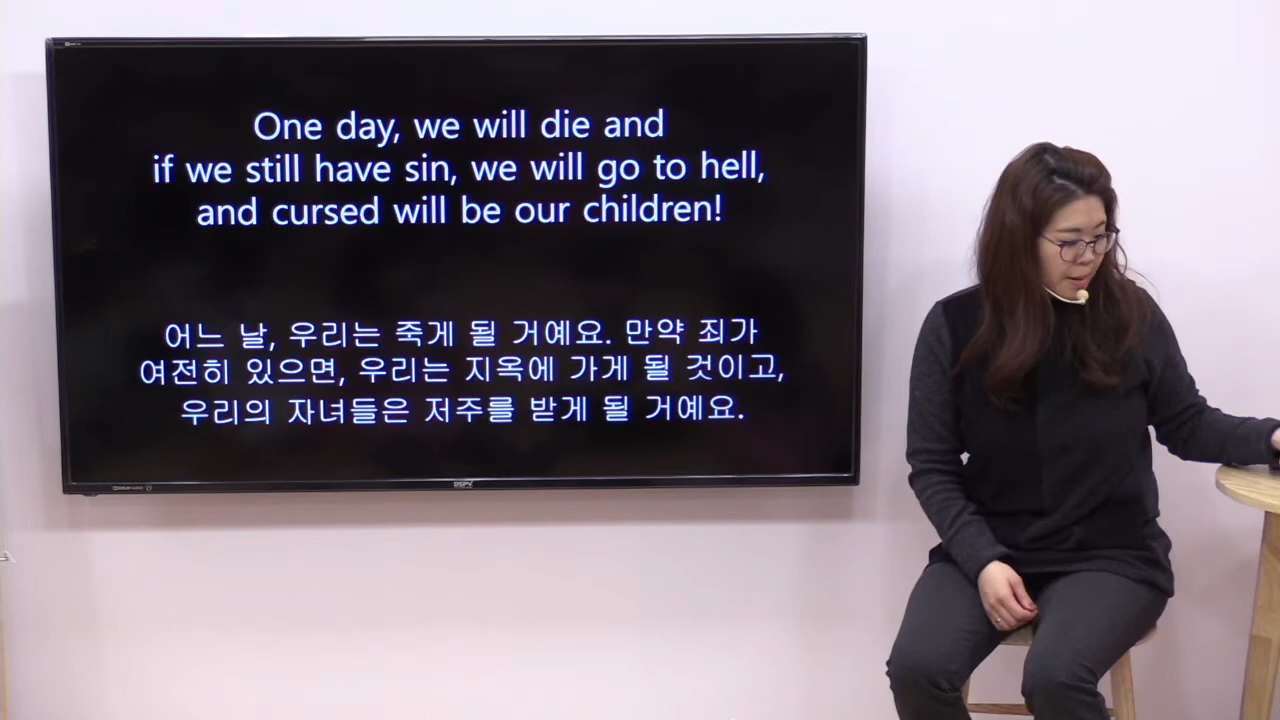 One day, we will die and
if we still have sin, we will go to hell,
and cursed will be our children!
어느 날, 우리는 죽게 될 거예요. 만약 죄가
여전히 있으면, 우리는 지옥에 가게 될 것이고,
우리의 자녀들은 저주를 받게 될 거예요.